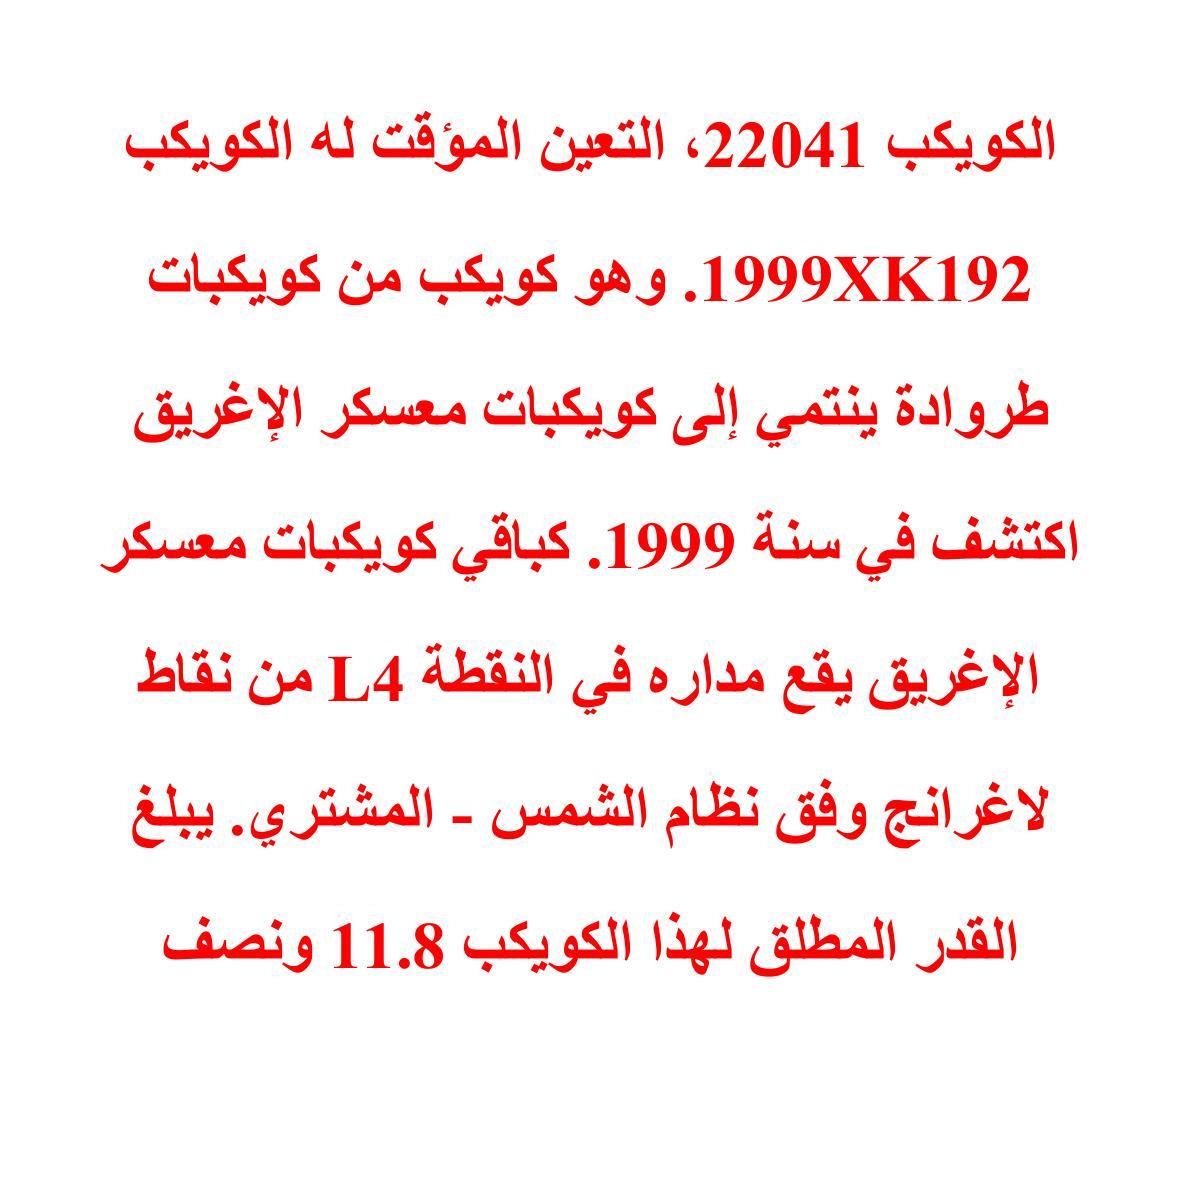 الكويكب 22041، التعين المؤقت له الكويكب
1999XK192. وهو كويكب من كويكبات
طروادة ينتمي إلى كويكبات معسكر الإغريق
اكتشف في سنة 1999. كباقي كويكبات معسكر
الإغريق يقع مداره في النقطة L4 من نقاط
لاغرانج وفق نظام الشمس - المشتري. يبلغ
القدر المطلق لهذا الكويكب 11.8 ونصف